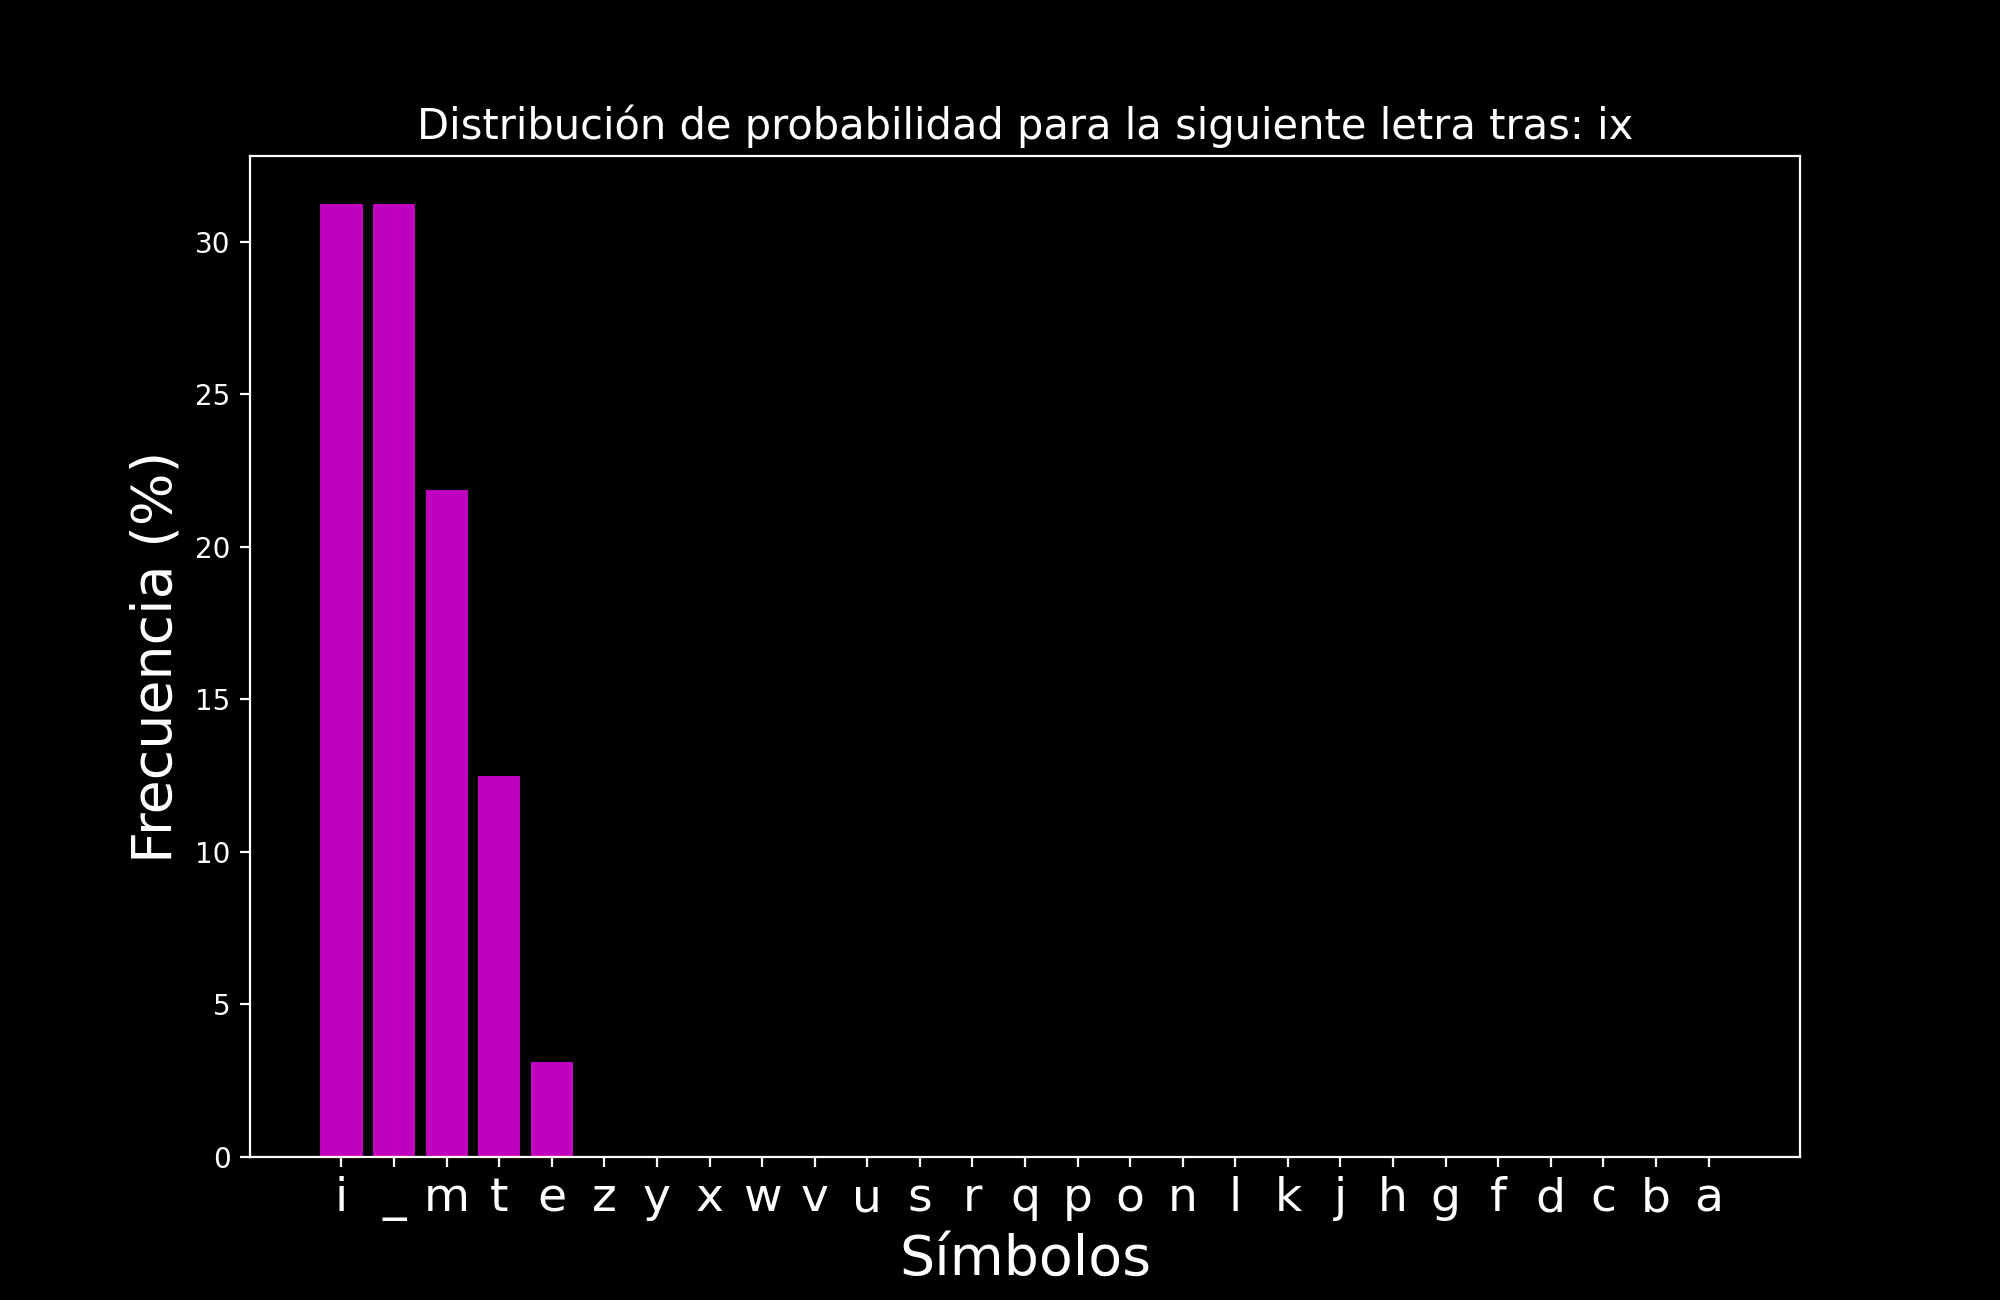 Distribución de probabilidad para la siguiente letra tras: ix
30
25
20
15
10
5
0
Frecuencia (%)
i _ m t e z y x w v u s r q p o n l k j h g f d c b a
Símbolos